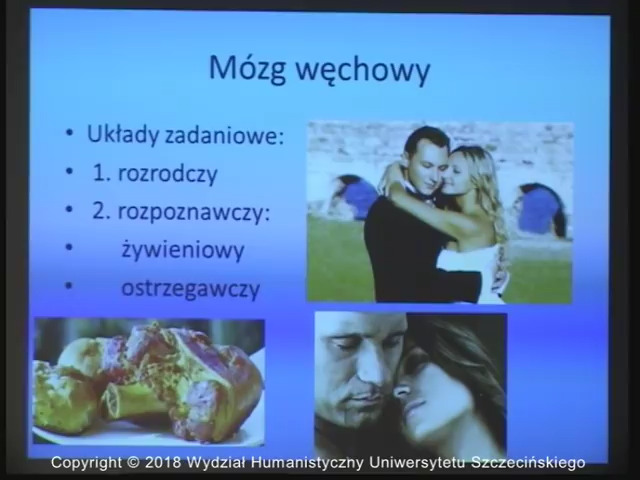 Mózg węchowy
• Układy zadaniowe:
• 1. rozrodczy
• 2. rozpoznawczy:
• żywieniowy
• ostrzegawczy
Copyright © 2018 Wydział Humanistyczny Uniwersytetu Szczecińskiego